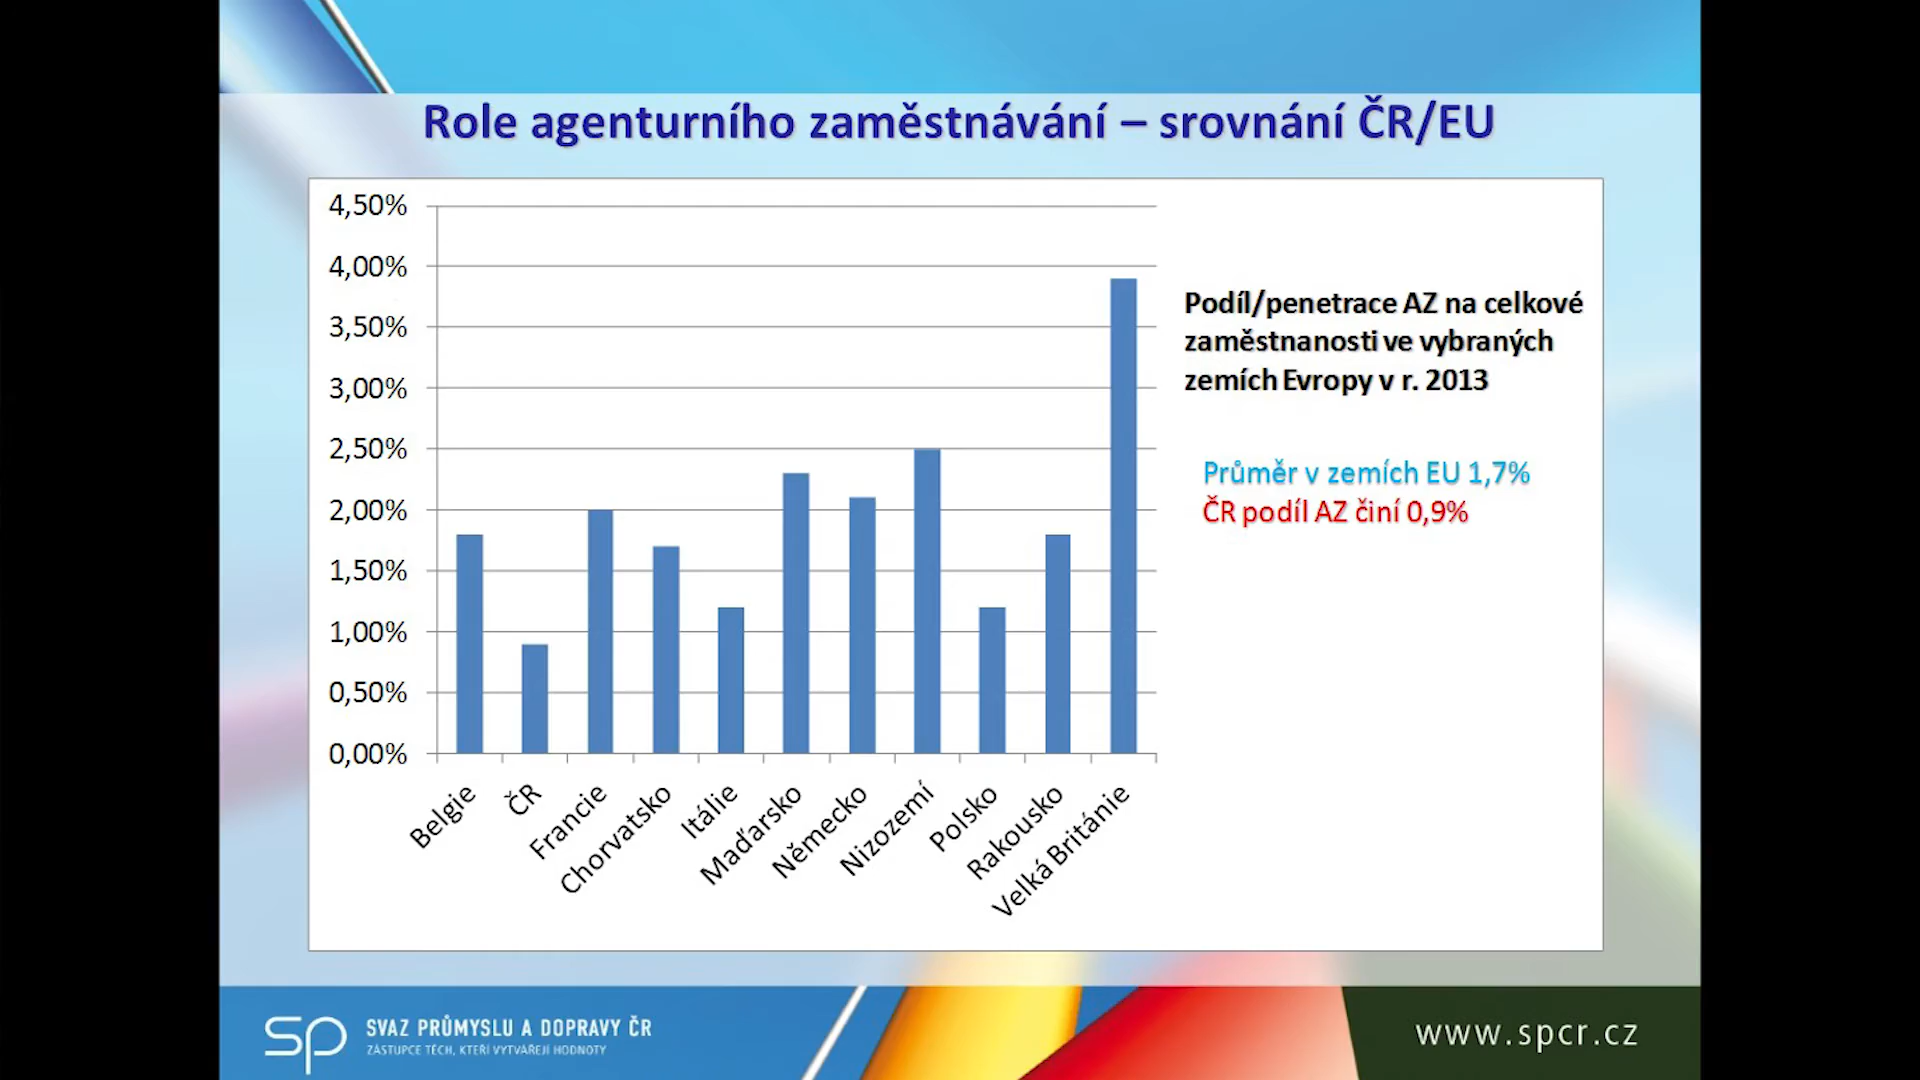 Role agenturního zaměstnávání – srovnání ČR/EU
4,50%
4,00%
3,50%
3,00%
2,50%
2,00%
1,50%
1,00%
0,50%
0,00%
Belgie
ČR
Francie
Chorvatsko
Itálie
Maďarsko
Německo
Nizozemí
Polsko
Rakousko
Velká Británie
Podíl/penetrace AZ na celkové
zaměstnanosti ve vybraných
zemích Evropy v r. 2013
Průměr v zemích EU 1,7%
ČR podíl AZ činí 0,9%
SP
SVAZ PRŮMYSLU A DOPRAVY ČR
ZÁSTUPCE TĚCH, KTEŘÍ VYTVÁŘEJÍ HODNOTY
www.spcr.cz